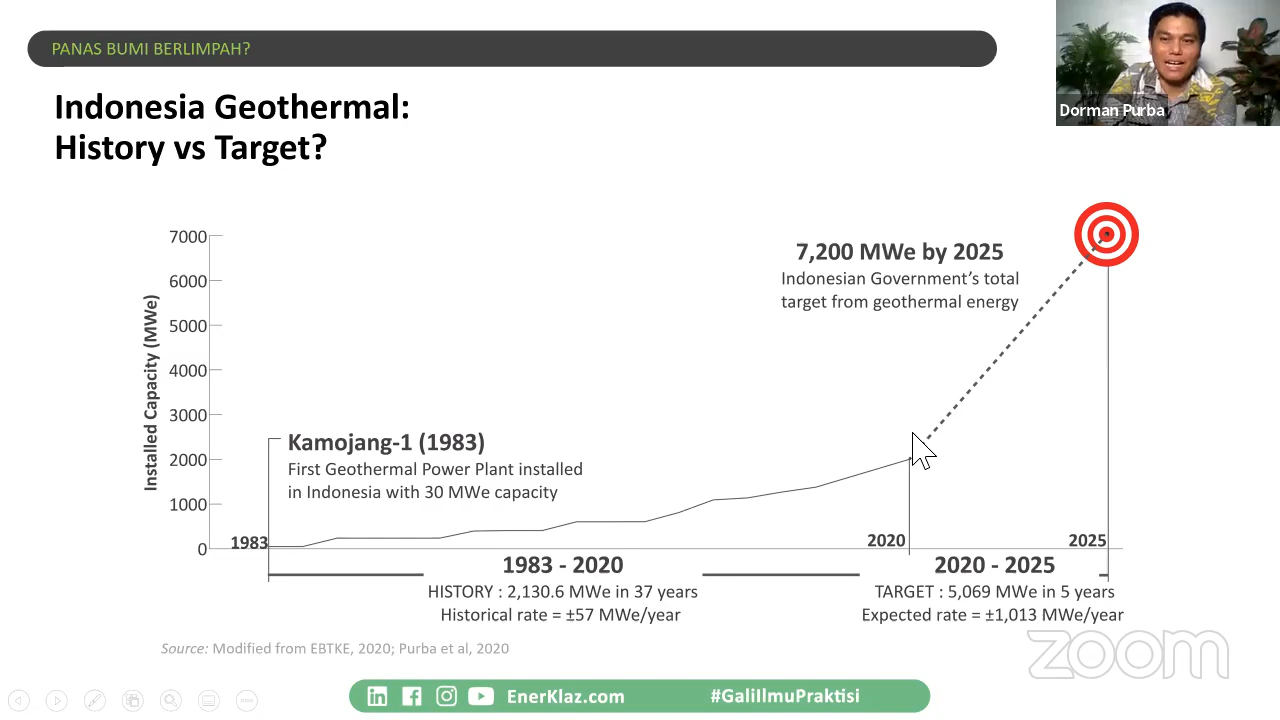 PANAS BUMI BERLIMPAH?
Dorman Purba
Indonesia Geothermal:
History vs Target?
7000
6000
5000
4000
3000
2000
1000
0
Installed Capacity (MWe)
7,200 MWe by 2025
Indonesian Government's total
target from geothermal energy
Kamojang-1 (1983)
First Geothermal Power Plant installed
in Indonesia with 30 MWe capacity
1983
2020
2025
1983 - 2020
HISTORY : 2,130.6 MWe in 37 years
Historical rate = ±57 MWe/year
2020 - 2025
TARGET : 5,069 MWe in 5 years
Expected rate = ±1,013 MWe/year
Source: Modified from EBTKE, 2020; Purba et al, 2020
zoom
EnerKlaz.com
#GaliIlmuPraktisi